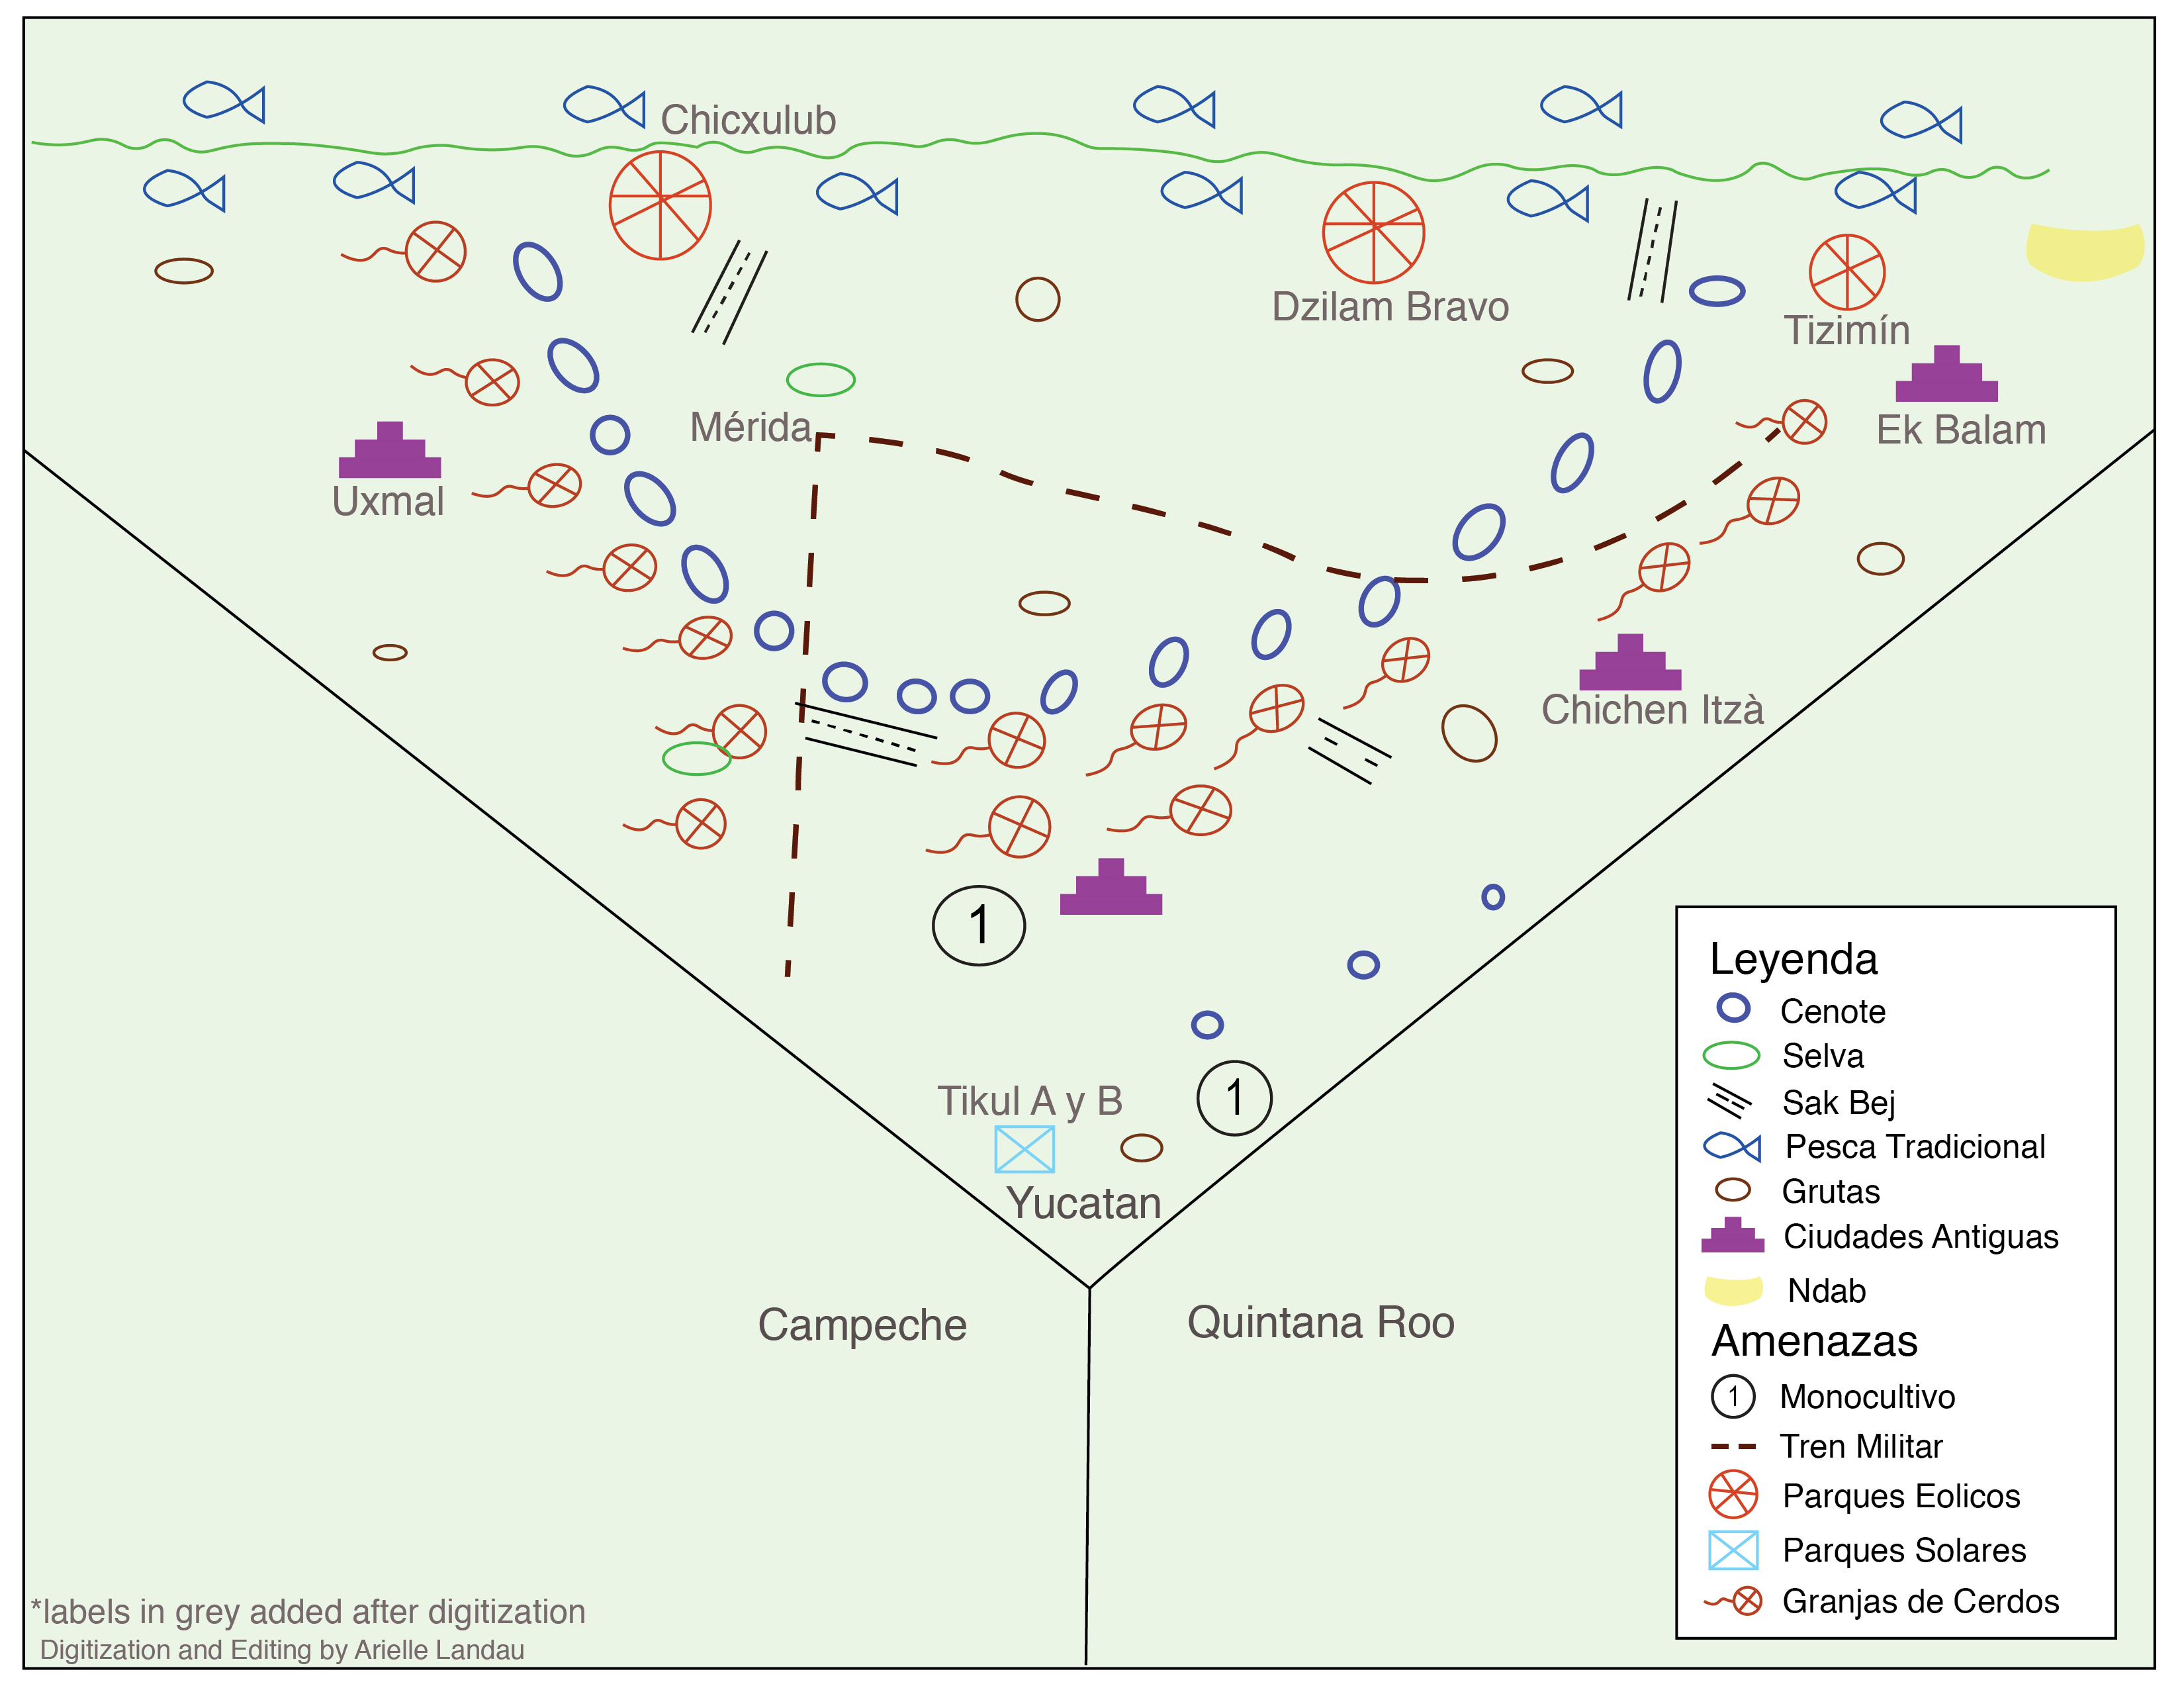 Chicxulub
Dzilam Bravo
Tizimín
Mérida
Ek Balam
Uxmal
Chichen Itzà
1
1
Tikul A y B
Yucatan
Campeche
Quintana Roo
Leyenda
Cenote
Selva
Sak Bej
Pesca Tradicional
Grutas
Ciudades Antiguas
Ndab
Amenazas
1 Monocultivo
Tren Militar
Parques Eolicos
Parques Solares
Granjas de Cerdos
*labels in grey added after digitization
Digitization and Editing by Arielle Landau